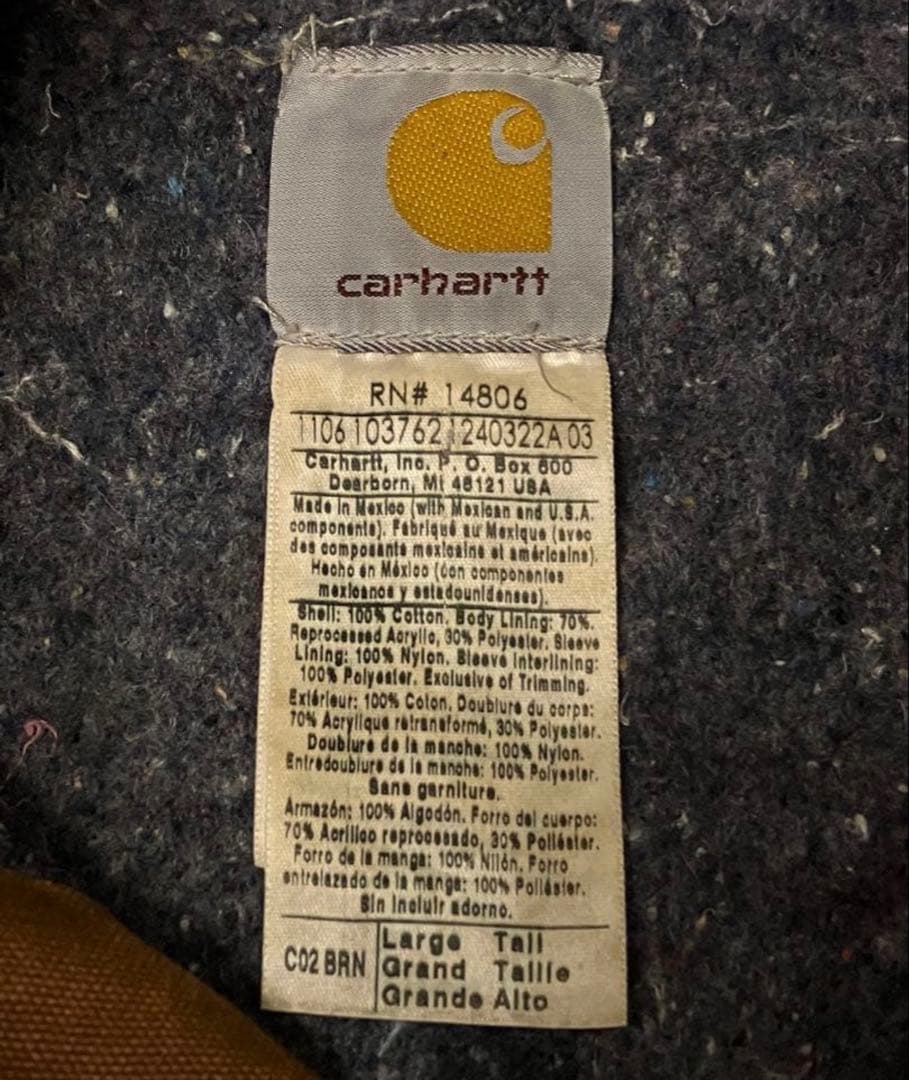 carhartt
RN# 14806
1106 103762 1240322A 03
Carhartt, Inc. P. O. Box 600
Dearborn, MI 48121 USA
Made in Mexico (with Mexican and U.S.A.
components). Fabriqué au Mexique (avec
des composants mexicains et américains).
Hecho en México (con componentes
mexicanos y estadounidenses).
Shell: 100% Cotton. Body Lining: 70%.
Reprocessed Acrylic, 30% Polyester. Sleeve
Lining: 100% Nylon. Sleeve Interlining:
100% Polyester. Exclusive of Trimming.
Extérieur: 100% Coton. Doublure du corps:
70% Acrylique retransformé, 30% Polyester.
Doublure de la manche: 100% Nylon.
Entredoublure de la manche: 100% Polyester.
Sans garniture.
Armazón: 100% Algodón. Forro del cuerpo:
70% Acrílico reprocesado, 30% Poliéster.
Forro de la manga: 100% Nilón. Forro
entrelazado de la manga: 100% Poliéster.
Sin incluir adorno.
C02 BRN
Large Tall
Grand Taille
Grande Alto